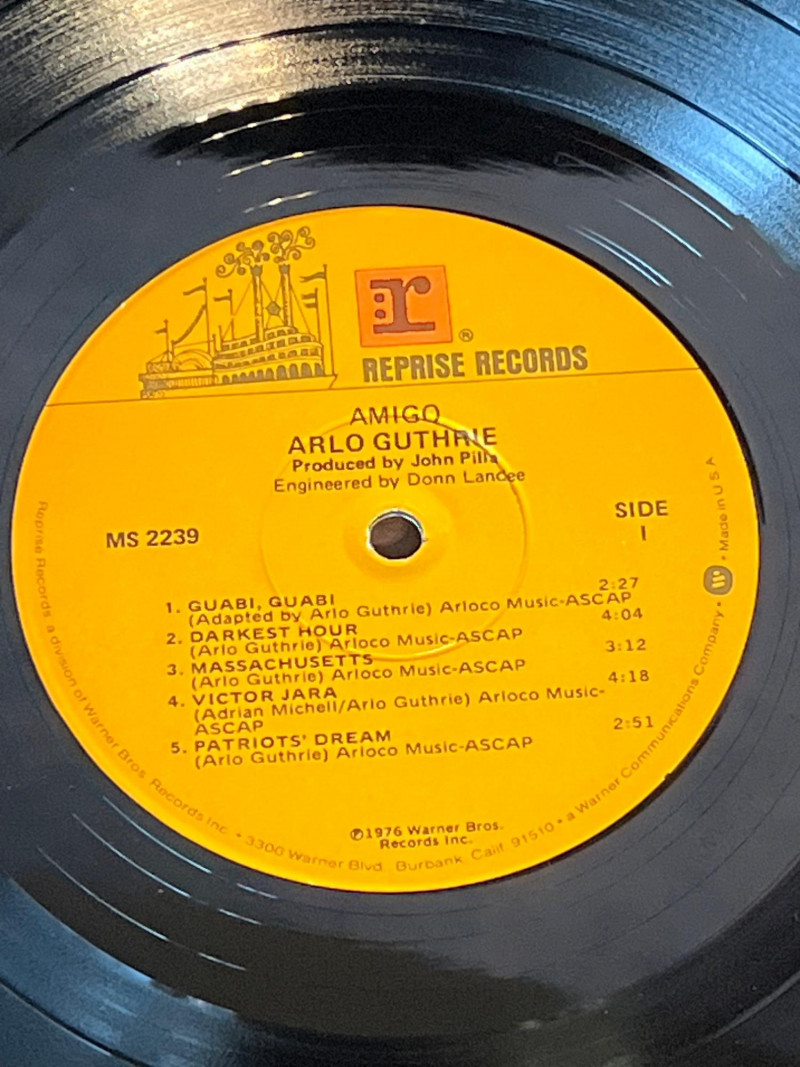 r
®
REPRISE RECORDS
AMIGO
ARLO GUTHRIE
Produced by John Pilla
Engineered by Donn Landee
MS 2239
SIDE
1
1. GUABI, GUABI 2:27
(Adapted by Arlo Guthrie) Arloco Music-ASCAP
2. DARKEST HOUR 4:04
(Arlo Guthrie) Arloco Music-ASCAP
3. MASSACHUSETTS 3:12
(Arlo Guthrie) Arloco Music-ASCAP
4. VICTOR JARA 4:18
(Adrian Michell/Arlo Guthrie) Arloco Music-
ASCAP
5. PATRIOTS' DREAM 2:51
(Arlo Guthrie) Arloco Music-ASCAP
℗1976 Warner Bros.
Records Inc.
Reprise Records, a division of Warner Bros. Records Inc. • 3300 Warner Blvd. Burbank, Calif. 91510 • a Warner Communications Company • W • Made in U S A